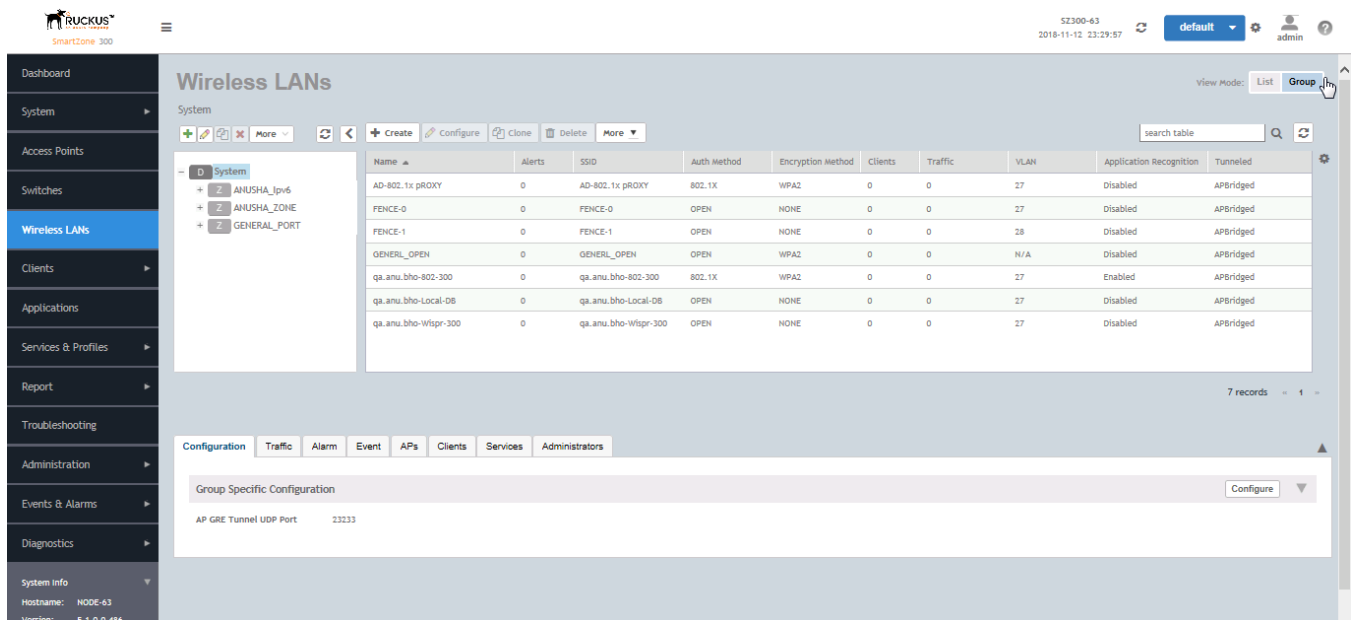 RUCKUS™
SmartZone 300
SZ300-63
2018-11-12 23:29:57
default
admin
Dashboard
System
Access Points
Switches
Wireless LANs
Clients
Applications
Services & Profiles
Report
Troubleshooting
Administration
Events & Alarms
Diagnostics
System Info
Hostname: NODE-63
Version: 5.1.0.0.486
Wireless LANs
View Mode: List Group
System
More
Create Configure Clone Delete More
search table
D System
Z ANUSHA_Ipv6
Z ANUSHA_ZONE
Z GENERAL_PORT
Name Alerts SSID Auth Method Encryption Method Clients Traffic VLAN Application Recognition Tunneled
AD-802.1x pROXY 0 AD-802.1x pROXY 802.1X WPA2 0 0 27 Disabled APBridged
FENCE-0 0 FENCE-0 OPEN NONE 0 0 27 Disabled APBridged
FENCE-1 0 FENCE-1 OPEN NONE 0 0 28 Disabled APBridged
GENERL_OPEN 0 GENERL_OPEN OPEN WPA2 0 0 N/A Disabled APBridged
qa.anu.bho-802-300 0 qa.anu.bho-802-300 802.1X WPA2 0 0 27 Enabled APBridged
qa.anu.bho-Local-DB 0 qa.anu.bho-Local-DB OPEN NONE 0 0 27 Disabled APBridged
qa.anu.bho-Wispr-300 0 qa.anu.bho-Wispr-300 OPEN NONE 0 0 27 Disabled APBridged
7 records « 1 »
Configuration Traffic Alarm Event APs Clients Services Administrators
Group Specific Configuration
Configure
AP GRE Tunnel UDP Port 23233